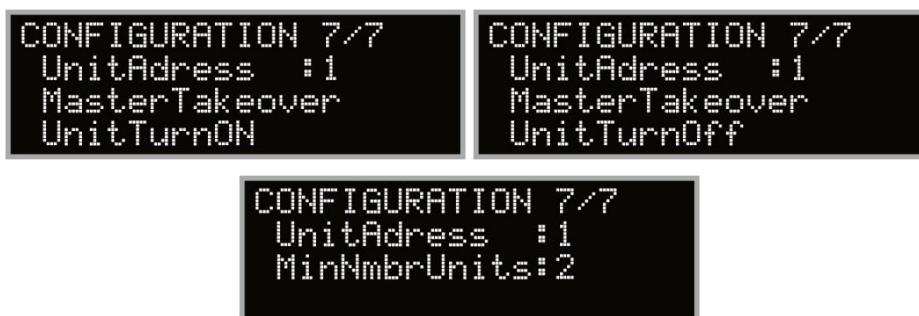 CONFIGURATION 7/7
UnitAdress :1
MasterTakeover
UnitTurnON
CONFIGURATION 7/7
UnitAdress :1
MasterTakeover
UnitTurnOff
CONFIGURATION 7/7
UnitAdress :1
MinNmbrUnits:2